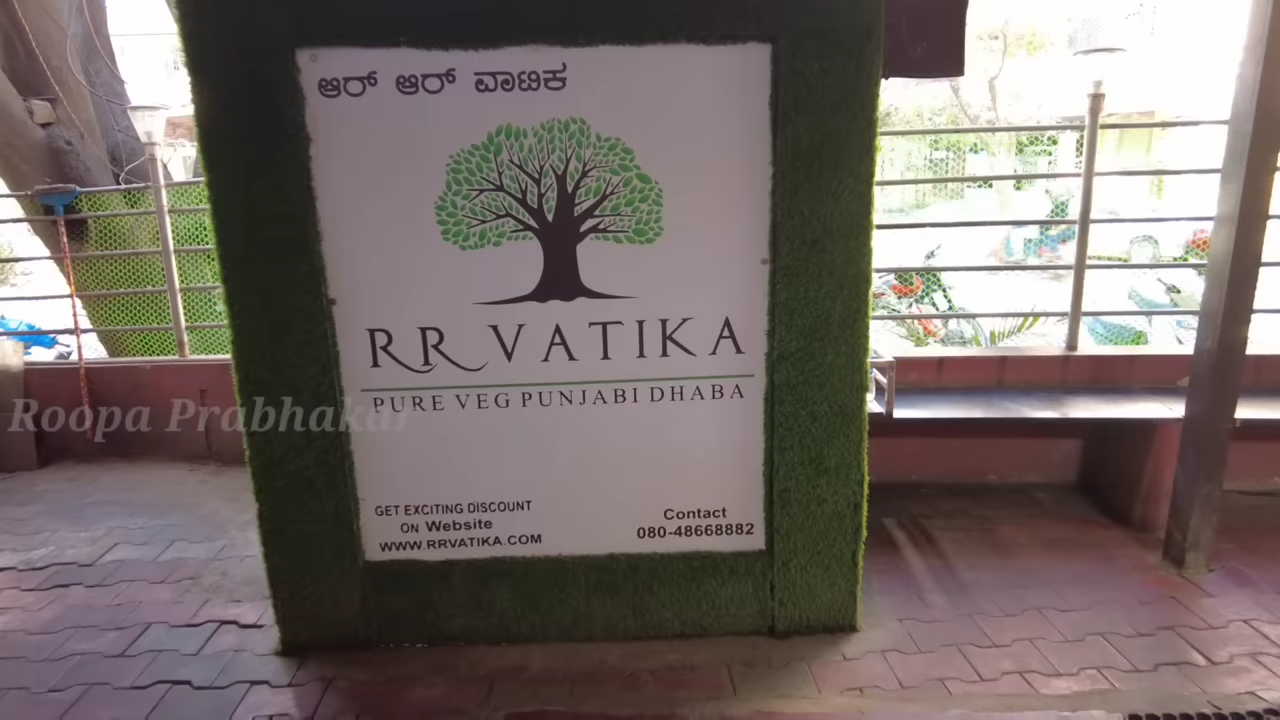 ಆರ್ ಆರ್ ವಾಟಿಕ
RR VATIKA
PURE VEG PUNJABI DHABA
Roopa Prabhakar
GET EXCITING DISCOUNT
ON Website
WWW.RRVATIKA.COM
Contact
080-48668882